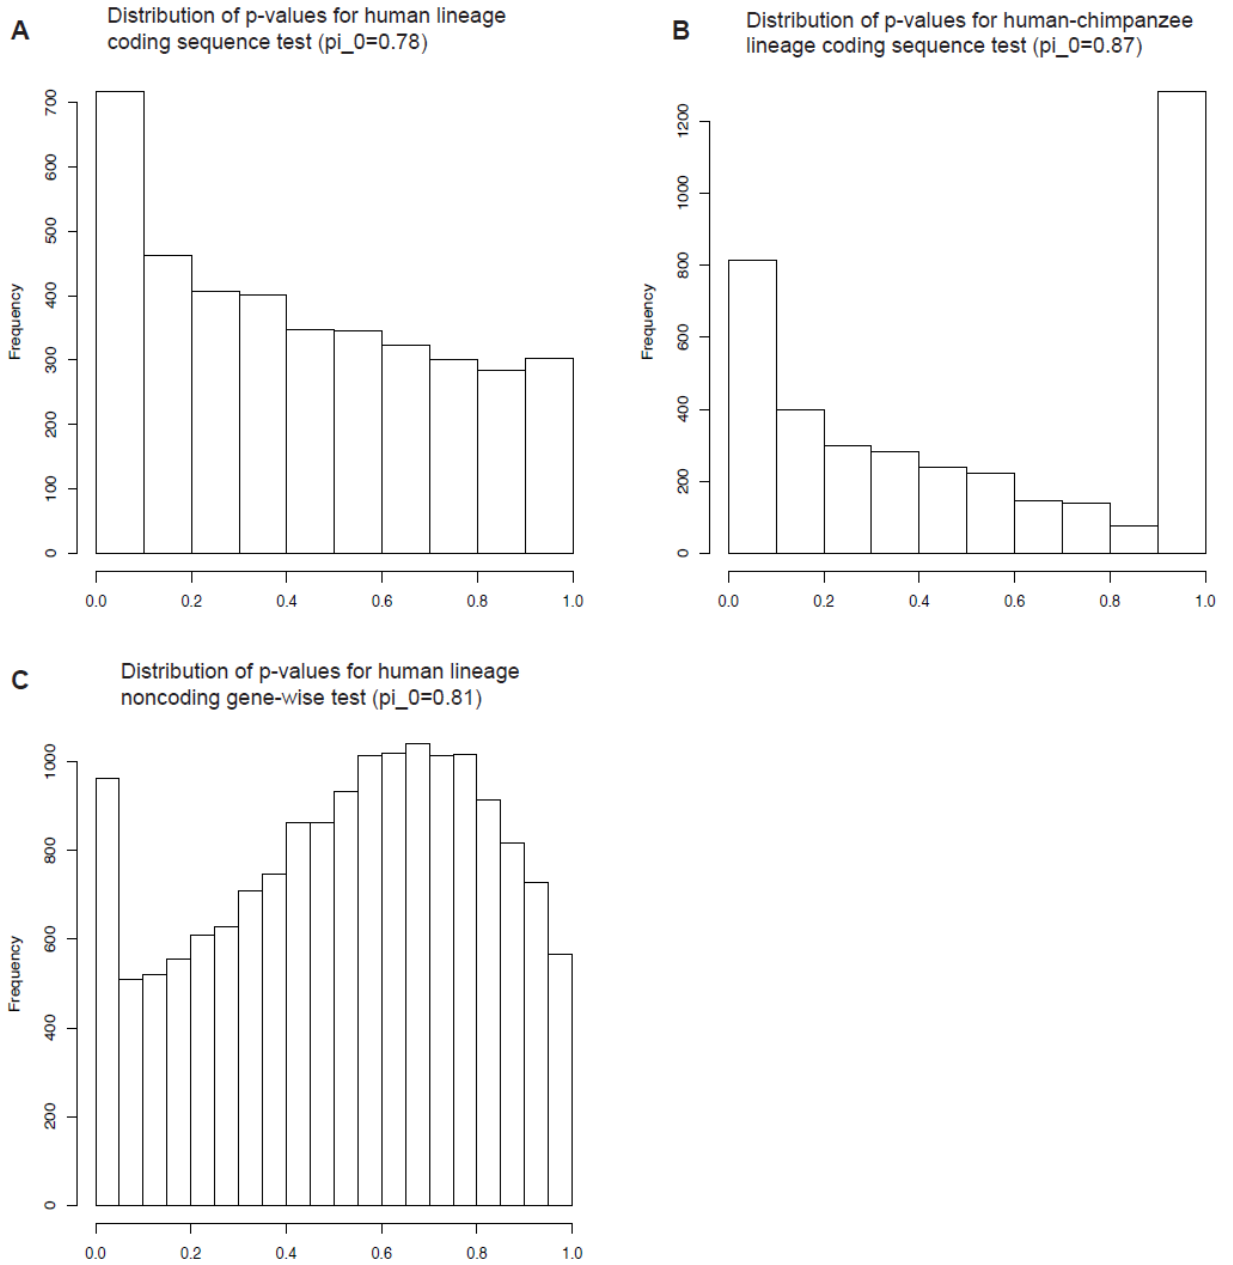 A
Distribution of p-values for human lineage
coding sequence test (pi_0=0.78)
Frequency
700
600
500
400
300
200
100
0
0.0 0.2 0.4 0.6 0.8 1.0
B
Distribution of p-values for human-chimpanzee
lineage coding sequence test (pi_0=0.87)
Frequency
1200
1000
800
600
400
200
0
0.0 0.2 0.4 0.6 0.8 1.0
C
Distribution of p-values for human lineage
noncoding gene-wise test (pi_0=0.81)
Frequency
1000
800
600
400
200
0
0.0 0.2 0.4 0.6 0.8 1.0